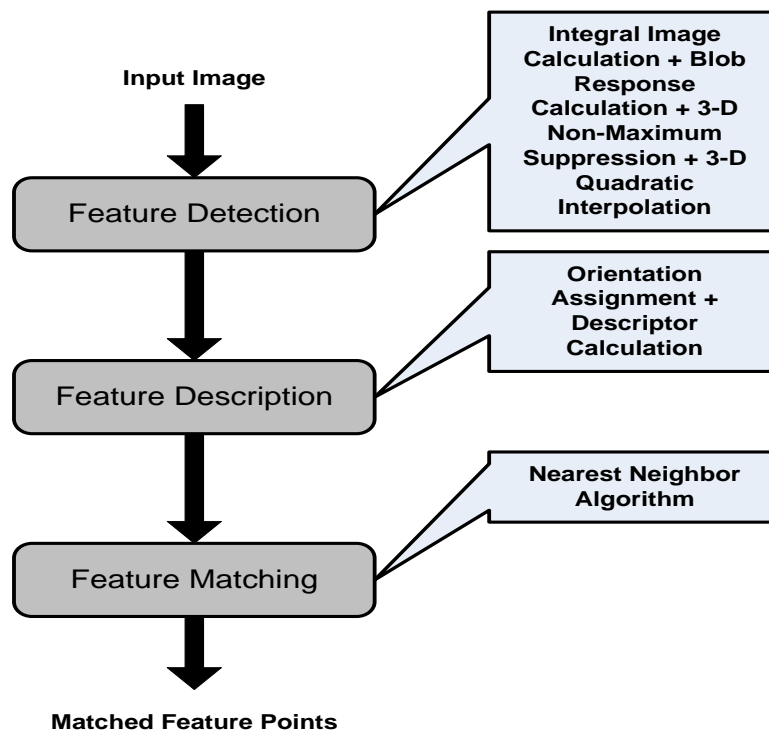 Input Image
Integral Image
Calculation + Blob
Response
Calculation + 3-D
Non-Maximum
Suppression + 3-D
Quadratic
Interpolation
Feature Detection
Orientation
Assignment +
Descriptor
Calculation
Feature Description
Nearest Neighbor
Algorithm
Feature Matching
Matched Feature Points